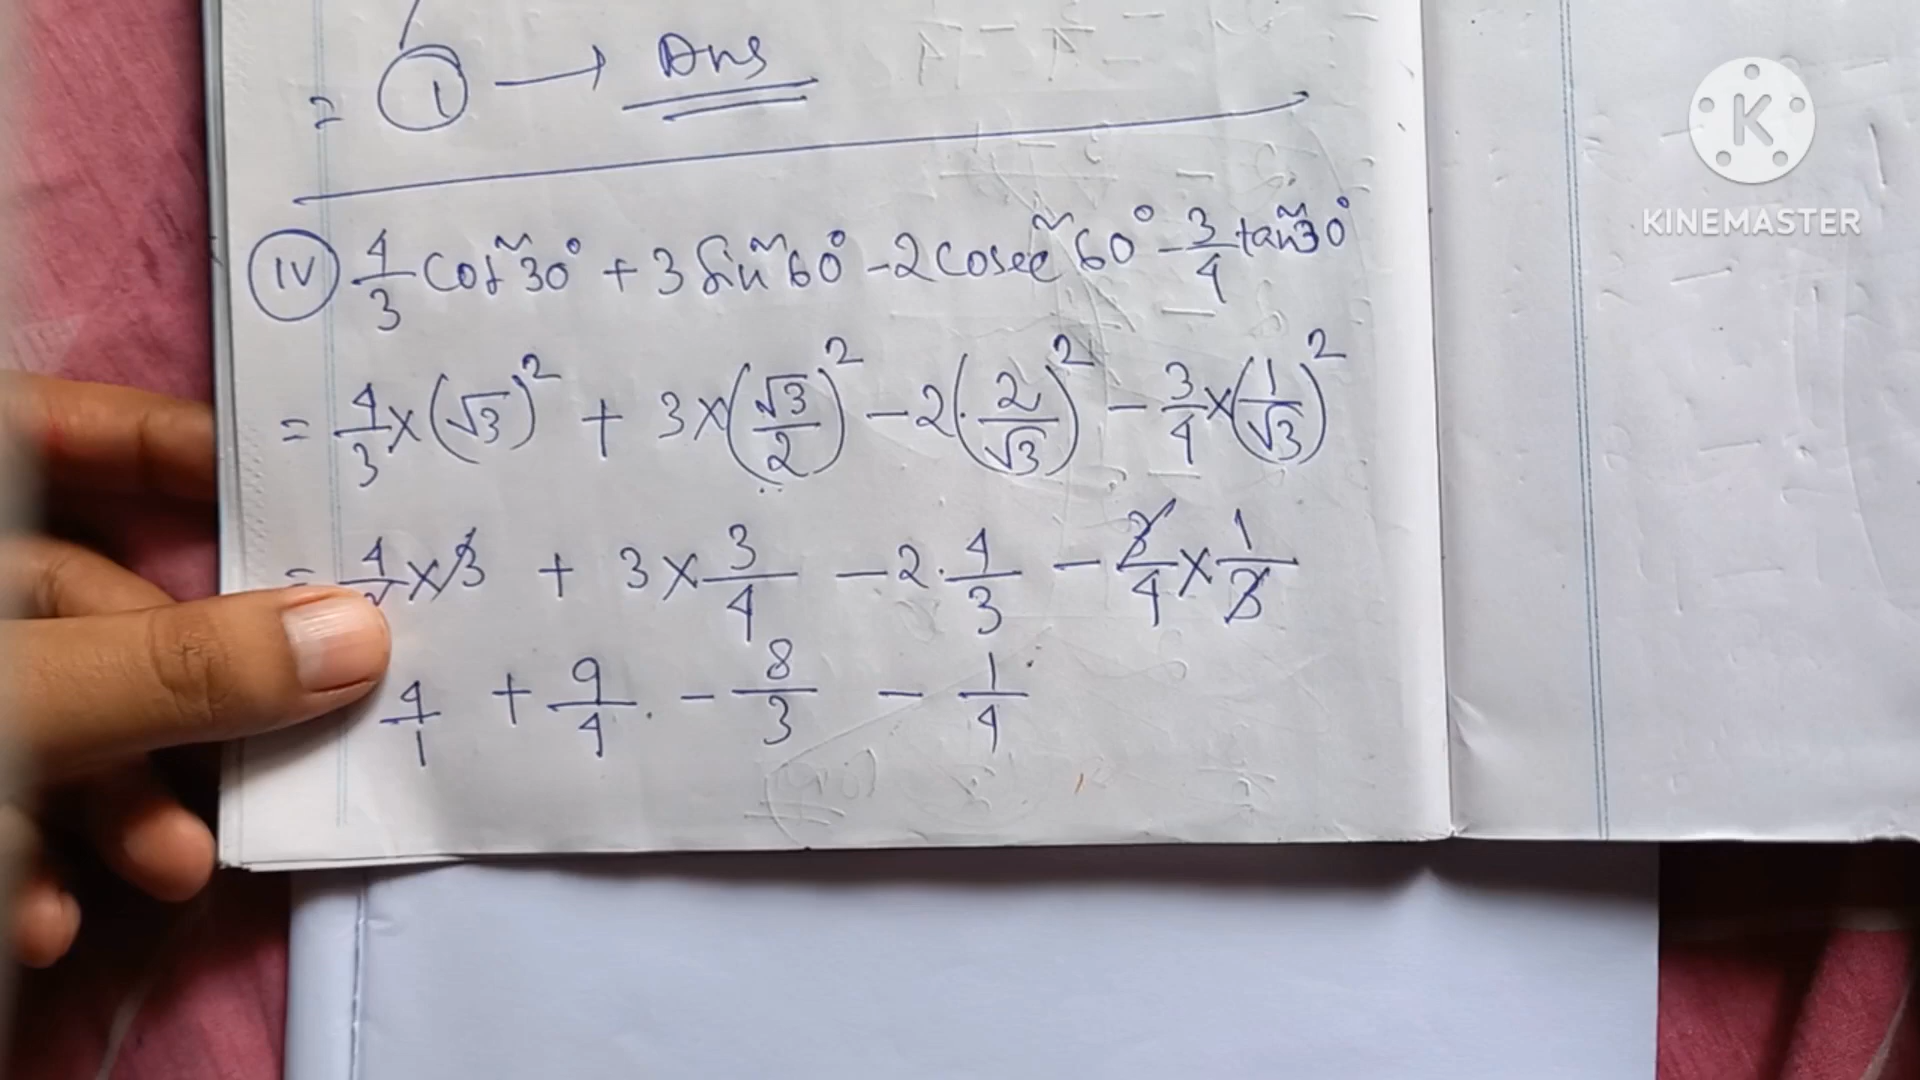 = 1 → Ans
IV 4/3 cot²30° + 3 Sin²60° - 2 cosec²60° - 3/4 tan²30°
= 4/3 × (√3)² + 3 × (√3/2)² - 2 · (2/√3)² - 3/4 × (1/√3)²
= 4/3 × 3 + 3 × 3/4 - 2 · 4/3 - 3/4 × 1/3
4/1 + 9/4 - 8/3 - 1/4
K
KINEMASTER